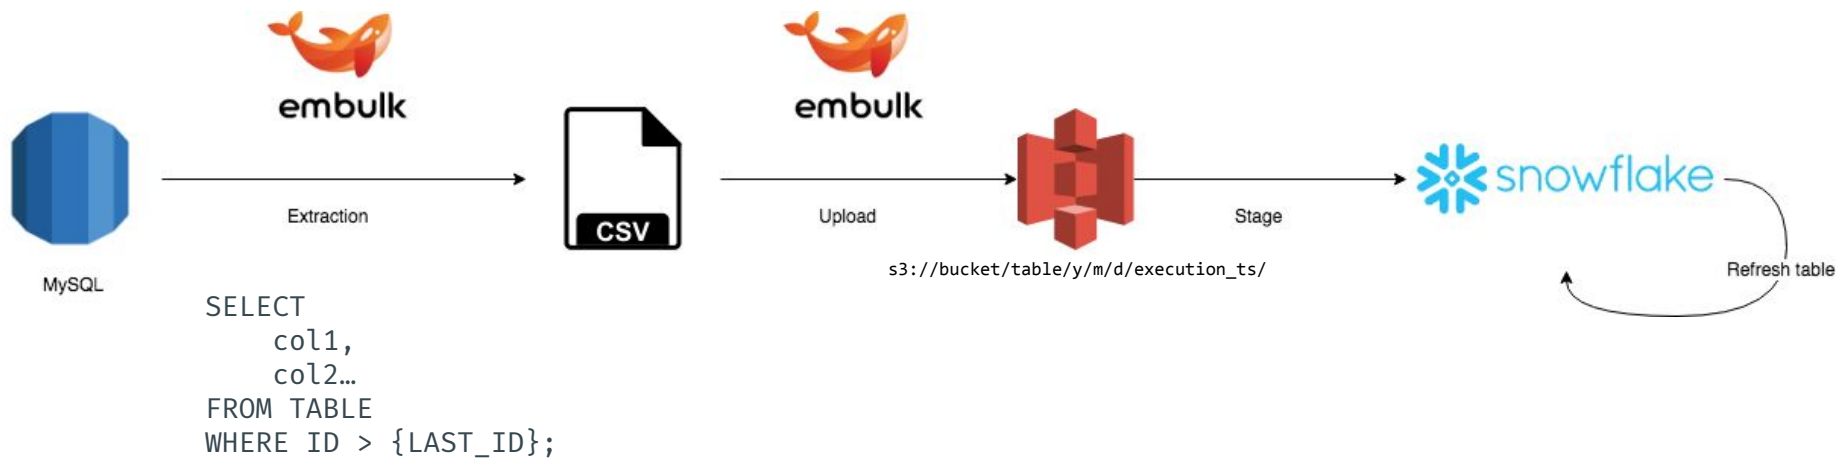 embulk
embulk
MySQL
Extraction
CSV
Upload
s3://bucket/table/y/m/d/execution_ts/
Stage
snowflake
Refresh table
SELECT
    col1,
    col2…
FROM TABLE
WHERE ID > {LAST_ID};